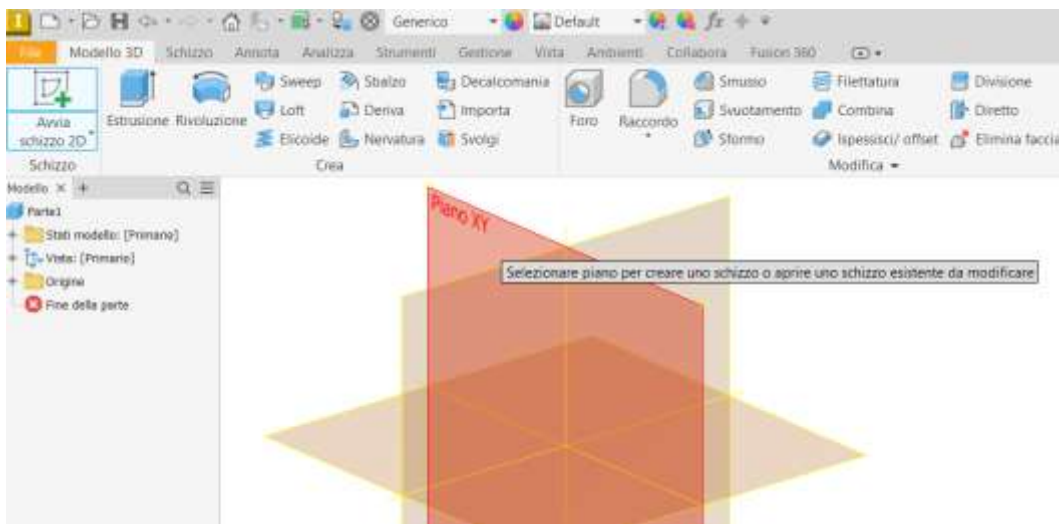 Generico Default
File Modello 3D Schizzo Annota Analizza Strumenti Gestione Vista Ambienti Collabora Fusion 360
Avvia
schizzo 2D
Estrusione Rivoluzione
Sweep Sbalzo Decalcomania
Loft Deriva Importa
Elicoide Nervatura Svolgi
Foro Raccordo
Smusso Filettatura Divisione
Svuotamento Combina Diretto
Sformo Ispessisci/ offset Elimina faccia
Schizzo Crea Modifica
Modello
Parte1
Stati modello: [Primario]
Vista: [Primario]
Origine
Fine della parte
Piano XY
Selezionare piano per creare uno schizzo o aprire uno schizzo esistente da modificare